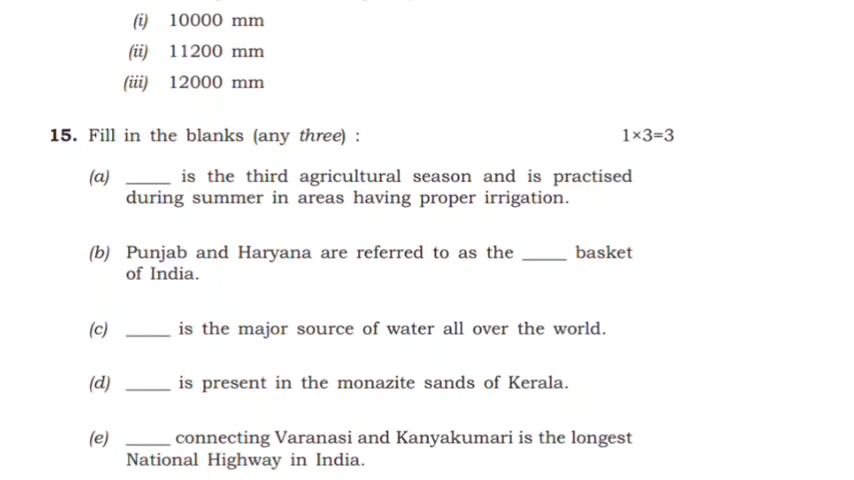 (i) 10000 mm
(ii) 11200 mm
(iii) 12000 mm
15. Fill in the blanks (any three) : 1×3=3
(a) _____ is the third agricultural season and is practised
during summer in areas having proper irrigation.
(b) Punjab and Haryana are referred to as the _____ basket
of India.
(c) _____ is the major source of water all over the world.
(d) _____ is present in the monazite sands of Kerala.
(e) _____ connecting Varanasi and Kanyakumari is the longest
National Highway in India.